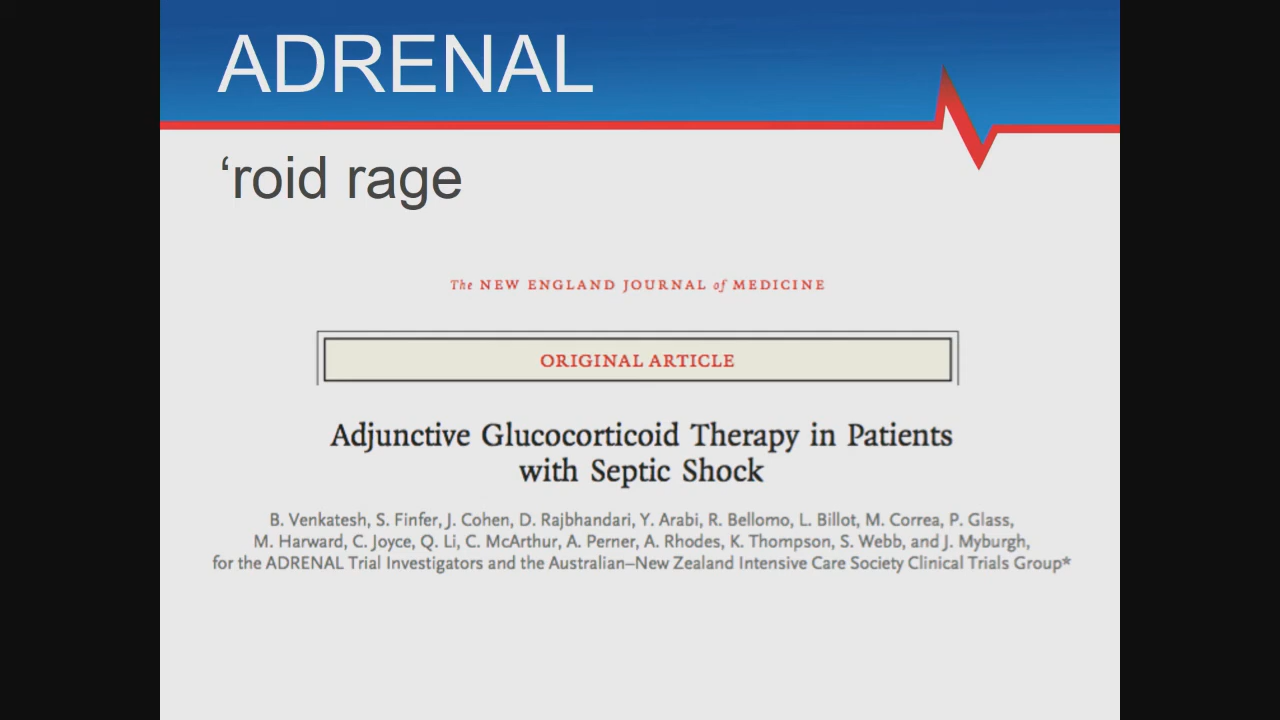 ADRENAL
‘roid rage
The NEW ENGLAND JOURNAL of MEDICINE
ORIGINAL ARTICLE
Adjunctive Glucocorticoid Therapy in Patients
with Septic Shock
B. Venkatesh, S. Finfer, J. Cohen, D. Rajbhandari, Y. Arabi, R. Bellomo, L. Billot, M. Correa, P. Glass,
M. Harward, C. Joyce, Q. Li, C. McArthur, A. Perner, A. Rhodes, K. Thompson, S. Webb, and J. Myburgh,
for the ADRENAL Trial Investigators and the Australian–New Zealand Intensive Care Society Clinical Trials Group*